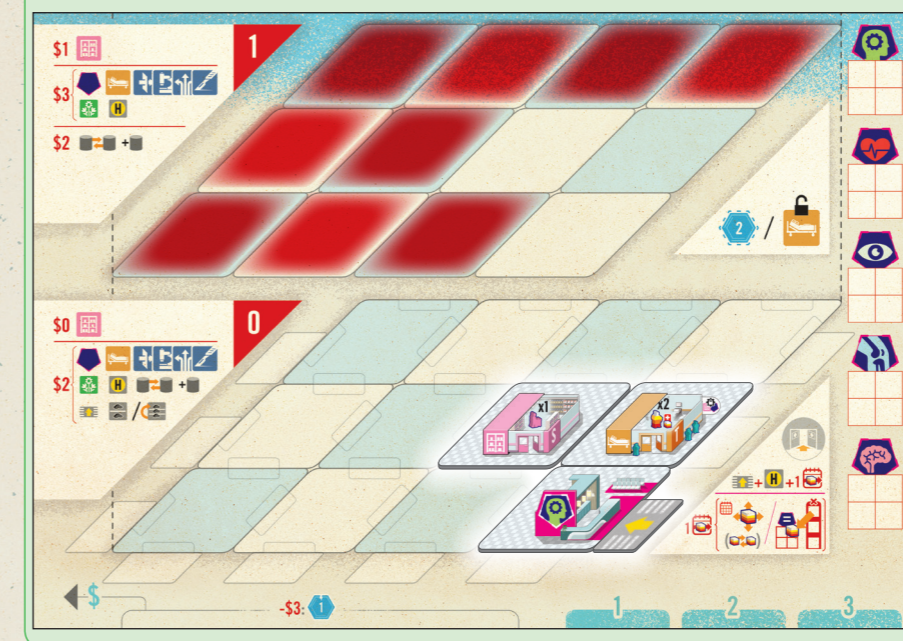 $1
1
$3
H
$2 +
2 /
$0
0
x1
x2
S
T
$2 H +
/
+ H +1
1 ( ) /
$
-$3: 1
1 2 3